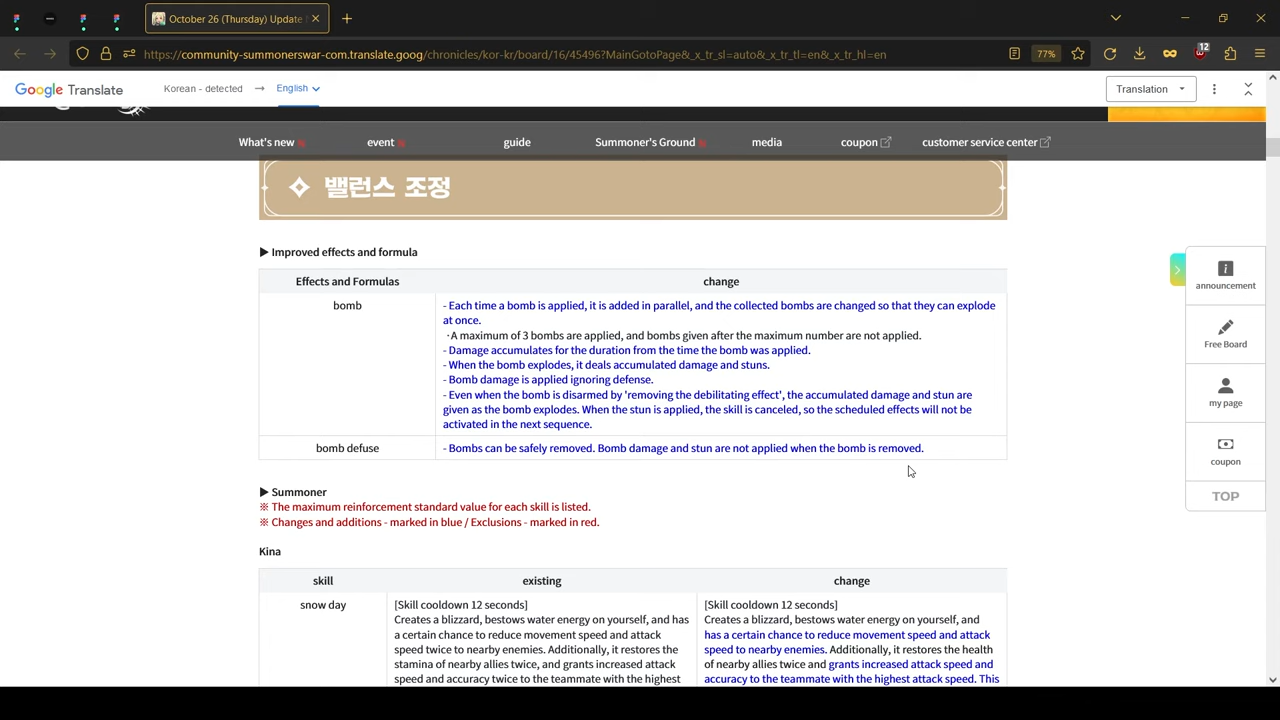 October 26 (Thursday) Update
https://community-summonerswar-com.translate.goog/chronicles/kor-kr/board/16/45496?MainGotoPage&_x_tr_sl=auto&_x_tr_tl=en&_x_tr_hl=en
77%
12
Google Translate
Korean - detected → English
Translation
What's new
event
guide
Summoner's Ground
media
coupon
customer service center
밸런스 조정
▶ Improved effects and formula
Effects and Formulas
change
bomb
- Each time a bomb is applied, it is added in parallel, and the collected bombs are changed so that they can explode
at once.
·A maximum of 3 bombs are applied, and bombs given after the maximum number are not applied.
- Damage accumulates for the duration from the time the bomb was applied.
- When the bomb explodes, it deals accumulated damage and stuns.
- Bomb damage is applied ignoring defense.
- Even when the bomb is disarmed by 'removing the debilitating effect', the accumulated damage and stun are
given as the bomb explodes. When the stun is applied, the skill is canceled, so the scheduled effects will not be
activated in the next sequence.
bomb defuse
- Bombs can be safely removed. Bomb damage and stun are not applied when the bomb is removed.
▶ Summoner
※ The maximum reinforcement standard value for each skill is listed.
※ Changes and additions - marked in blue / Exclusions - marked in red.
Kina
skill
existing
change
snow day
[Skill cooldown 12 seconds]
Creates a blizzard, bestows water energy on yourself, and has
a certain chance to reduce movement speed and attack
speed twice to nearby enemies. Additionally, it restores the
stamina of nearby allies twice, and grants increased attack
speed and accuracy twice to the teammate with the highest
[Skill cooldown 12 seconds]
Creates a blizzard, bestows water energy on yourself, and
has a certain chance to reduce movement speed and attack
speed to nearby enemies. Additionally, it restores the health
of nearby allies twice and grants increased attack speed and
accuracy to the teammate with the highest attack speed. This
announcement
Free Board
my page
coupon
TOP